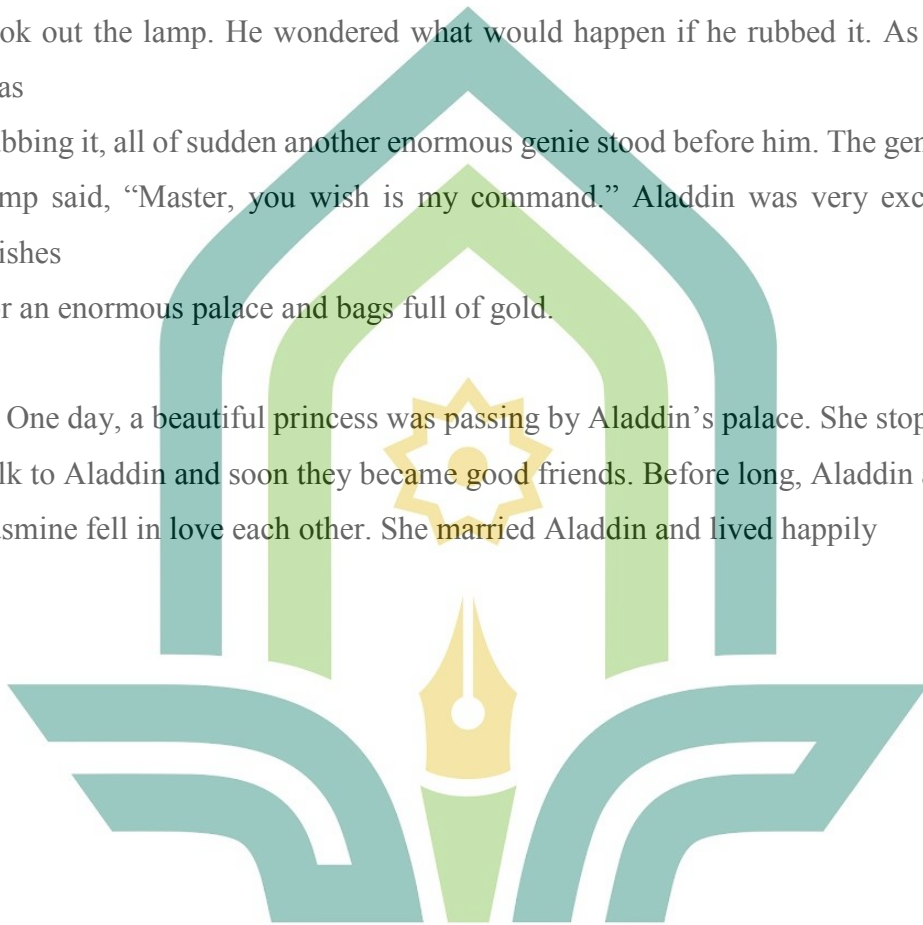 ok out the lamp. He wondered what would happen if he rubbed it. As
as
bbing it, all of sudden another enormous genie stood before him. The gen
mp said, “Master, you wish is my command.” Aladdin was very exc
ishes
r an enormous palace and bags full of gold.
One day, a beautiful princess was passing by Aladdin’s palace. She stop
lk to Aladdin and soon they became good friends. Before long, Aladdin
smine fell in love each other. She married Aladdin and lived happily